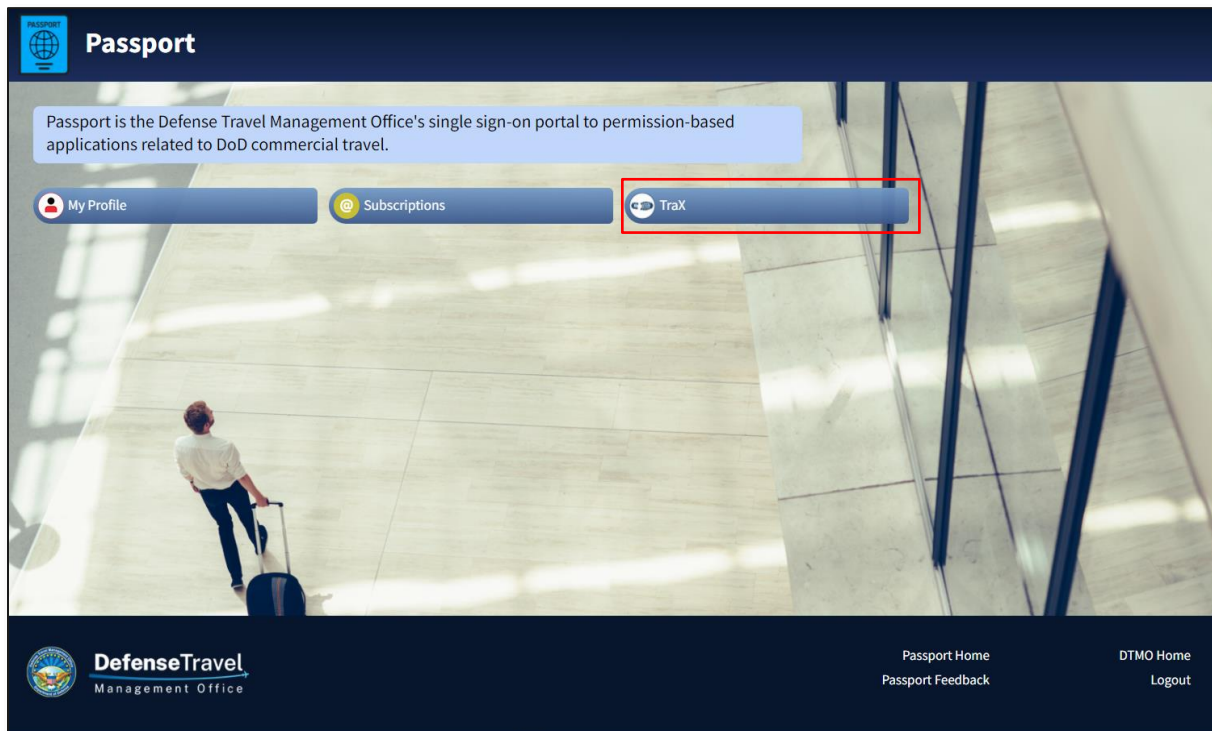 PASSPORT
Passport
Passport is the Defense Travel Management Office's single sign-on portal to permission-based
applications related to DoD commercial travel.
My Profile
@ Subscriptions
TraX
DefenseTravel
Management Office
Passport Home
DTMO Home
Passport Feedback
Logout